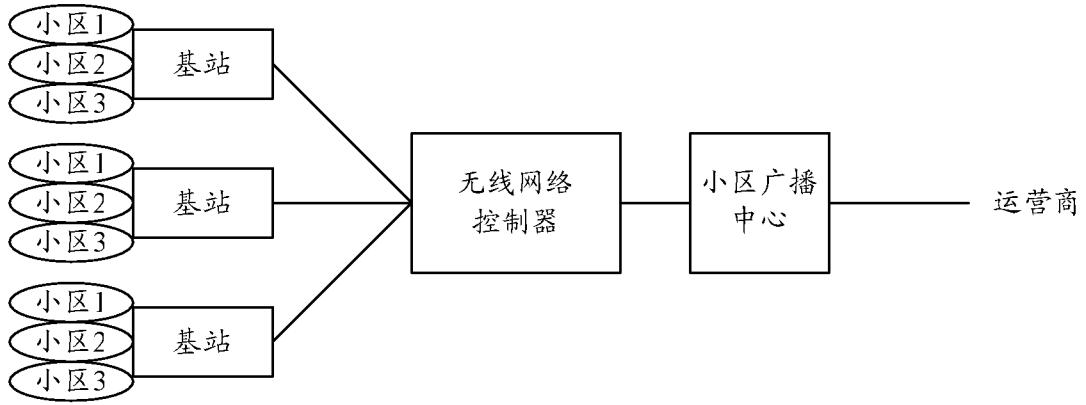 小区1
小区2
小区3
基站
小区1
小区2
小区3
基站
小区1
小区2
小区3
基站
无线网络
控制器
小区广播
中心
运营商